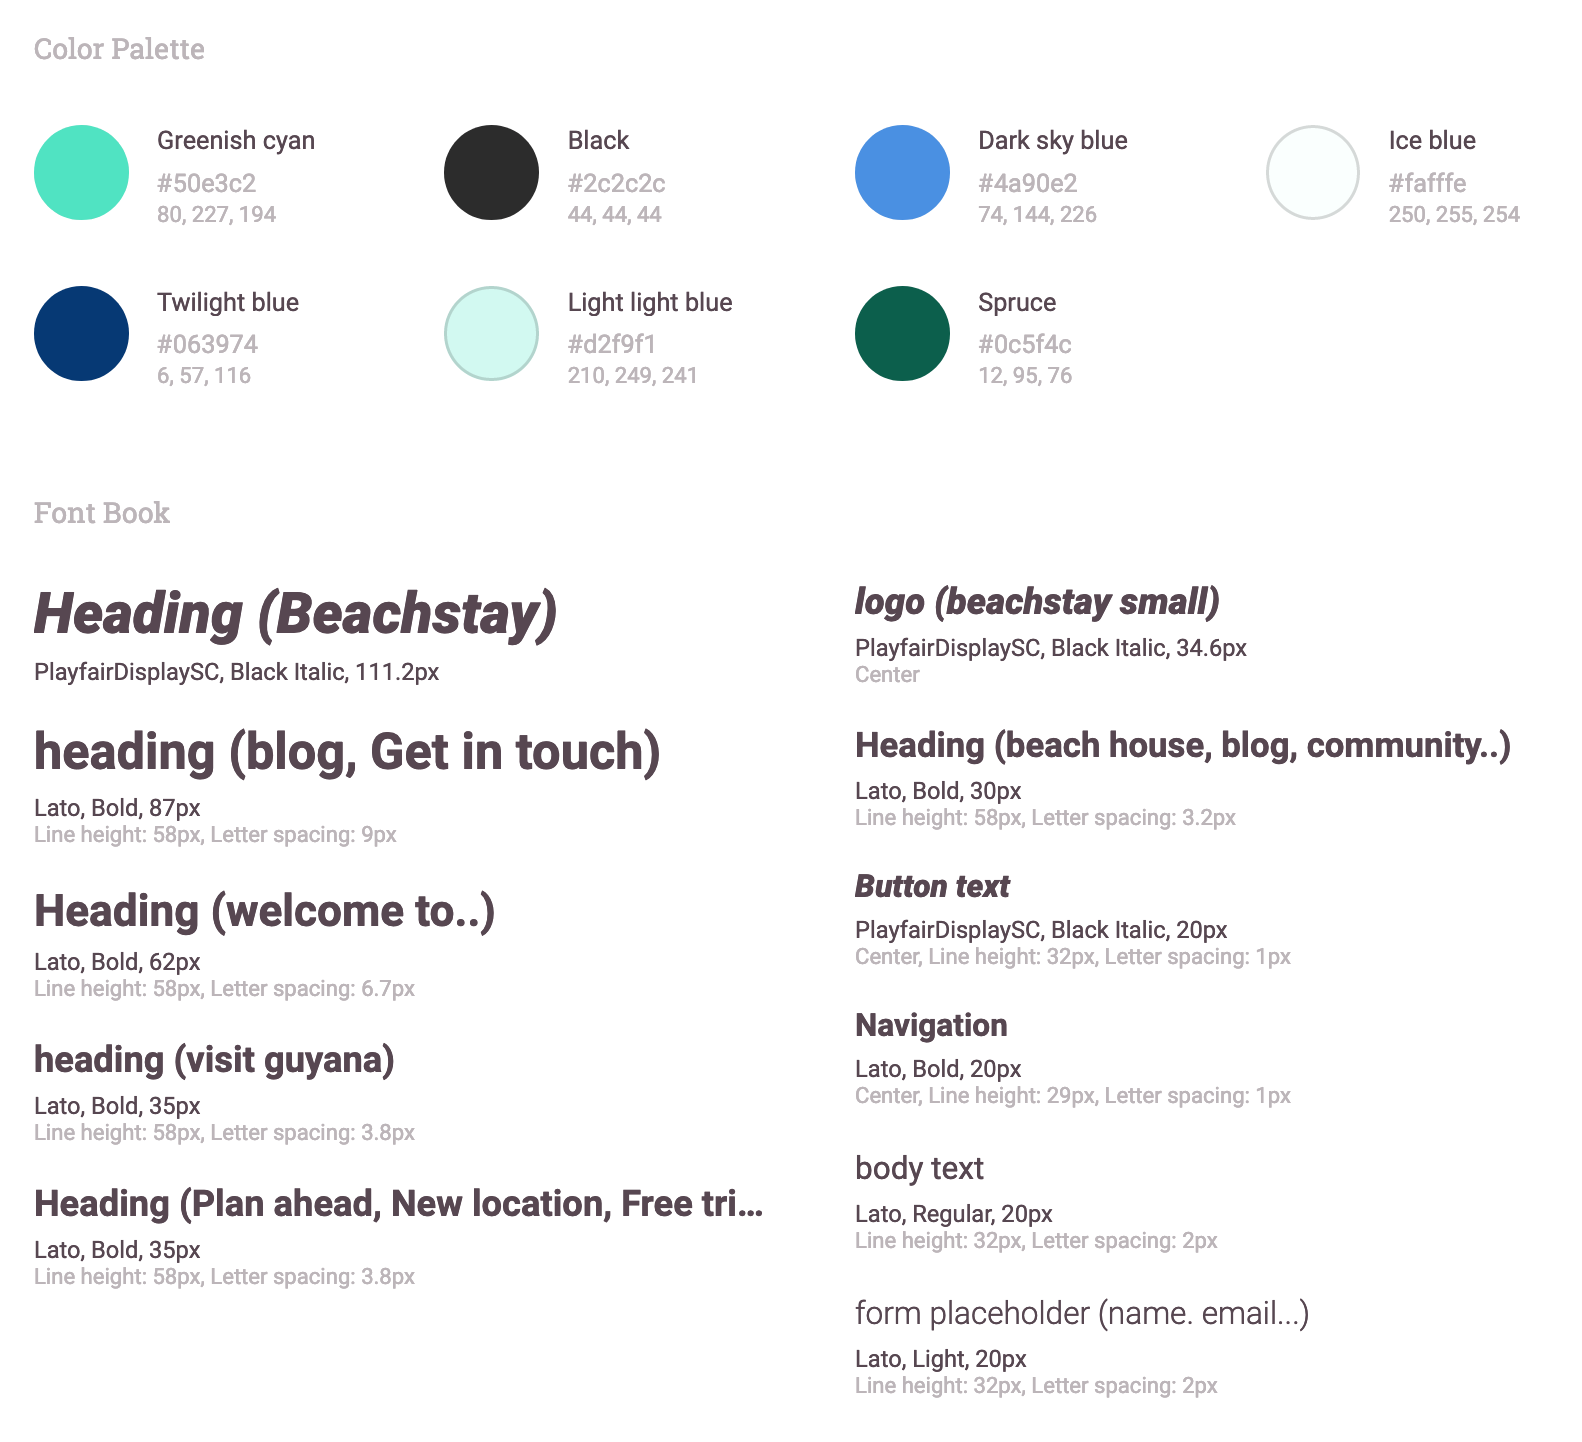 Color Palette
Greenish cyan
#50e3c2
80, 227, 194
Black
#2c2c2c
44, 44, 44
Dark sky blue
#4a90e2
74, 144, 226
Ice blue
#fafffe
250, 255, 254
Twilight blue
#063974
6, 57, 116
Light light blue
#d2f9f1
210, 249, 241
Spruce
#0c5f4c
12, 95, 76
Font Book
Heading (Beachstay)
PlayfairDisplaySC, Black Italic, 111.2px
heading (blog, Get in touch)
Lato, Bold, 87px
Line height: 58px, Letter spacing: 9px
Heading (welcome to..)
Lato, Bold, 62px
Line height: 58px, Letter spacing: 6.7px
heading (visit guyana)
Lato, Bold, 35px
Line height: 58px, Letter spacing: 3.8px
Heading (Plan ahead, New location, Free tri...
Lato, Bold, 35px
Line height: 58px, Letter spacing: 3.8px
logo (beachstay small)
PlayfairDisplaySC, Black Italic, 34.6px
Center
Heading (beach house, blog, community..)
Lato, Bold, 30px
Line height: 58px, Letter spacing: 3.2px
Button text
PlayfairDisplaySC, Black Italic, 20px
Center, Line height: 32px, Letter spacing: 1px
Navigation
Lato, Bold, 20px
Center, Line height: 29px, Letter spacing: 1px
body text
Lato, Regular, 20px
Line height: 32px, Letter spacing: 2px
form placeholder (name. email...)
Lato, Light, 20px
Line height: 32px, Letter spacing: 2px